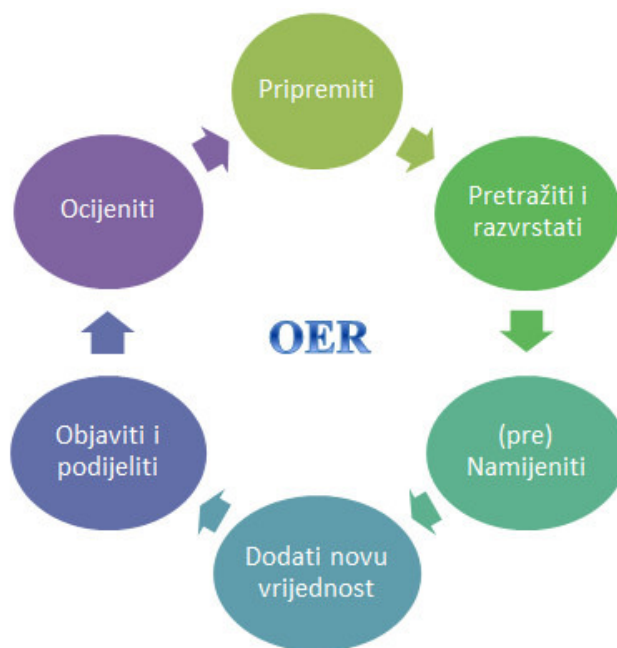 Pripremiti
Pretražiti i
razvrstati
(pre)
Namijeniti
Dodati novu
vrijednost
Objaviti i
podijeliti
Ocijeniti
OER